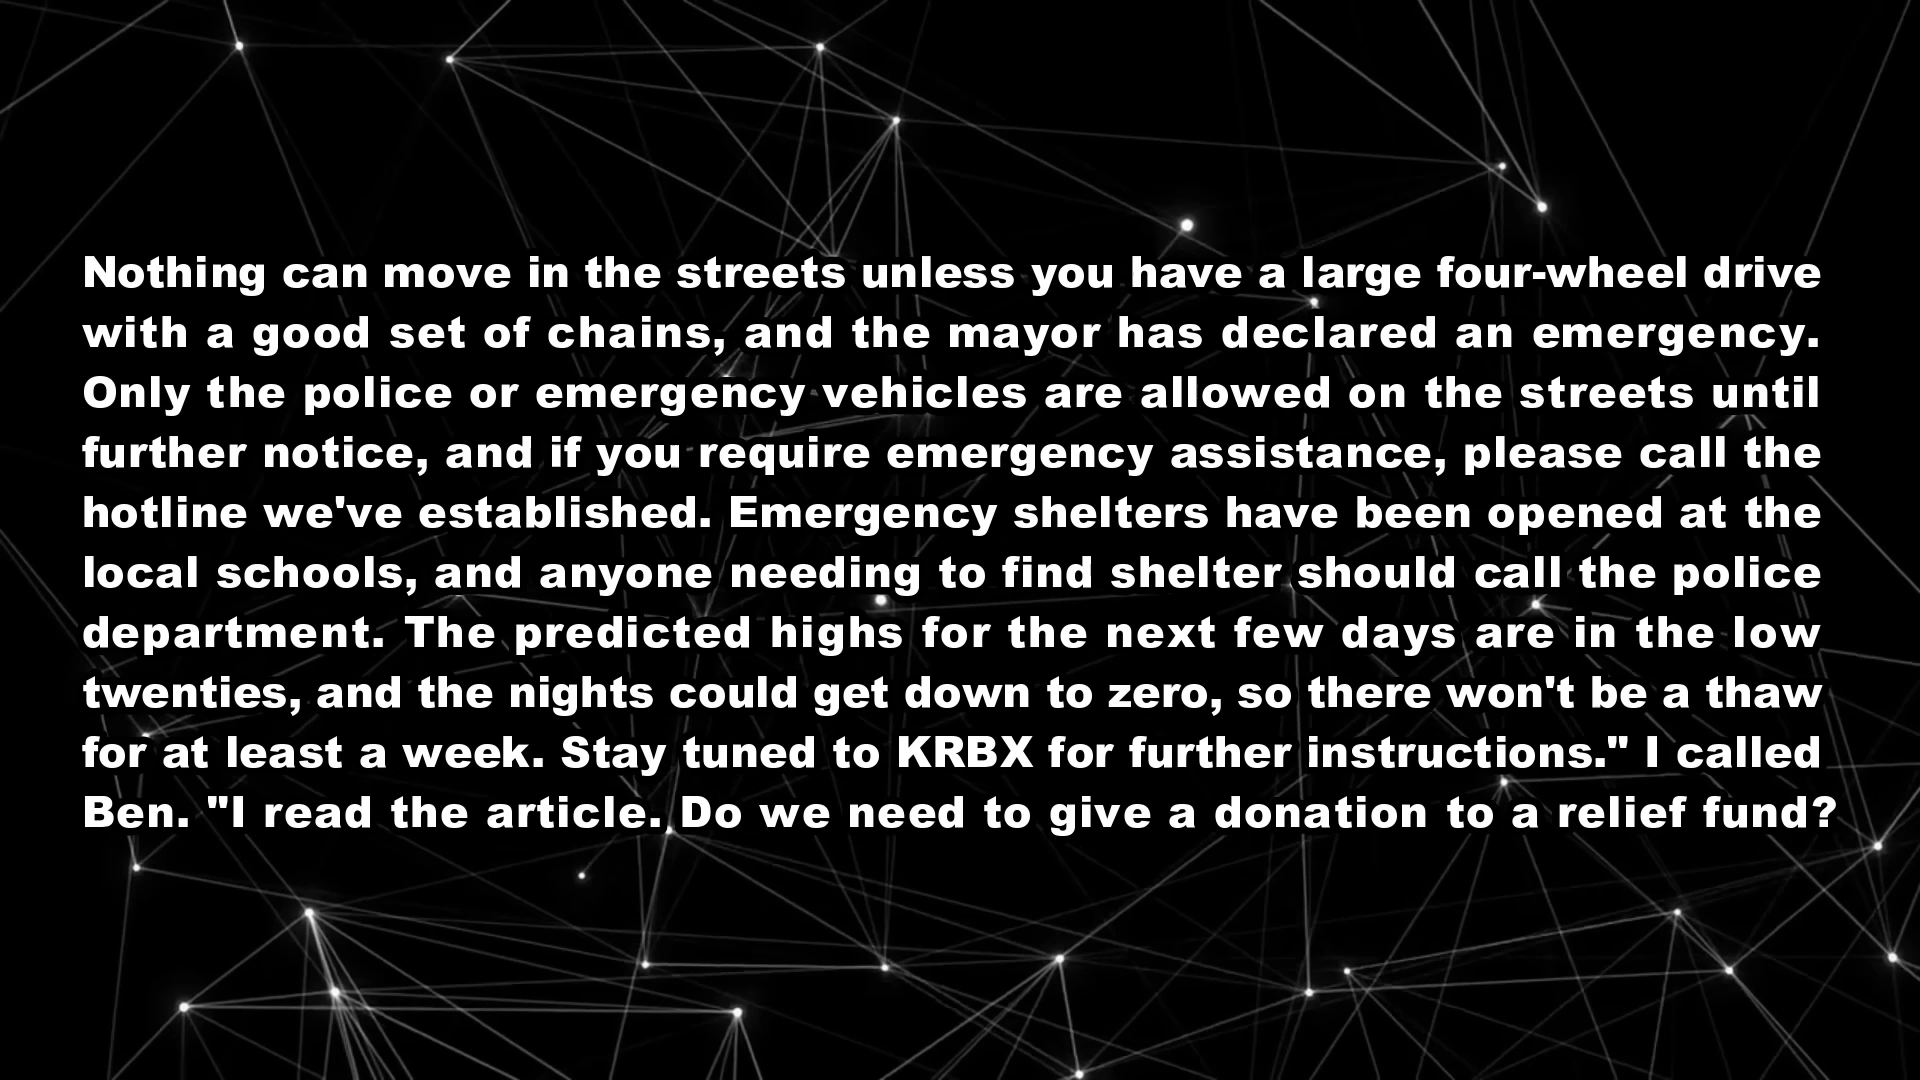 Nothing can move in the streets unless you have a large four-wheel drive
with a good set of chains, and the mayor has declared an emergency.
Only the police or emergency vehicles are allowed on the streets until
further notice, and if you require emergency assistance, please call the
hotline we've established. Emergency shelters have been opened at the
local schools, and anyone needing to find shelter should call the police
department. The predicted highs for the next few days are in the low
twenties, and the nights could get down to zero, so there won't be a thaw
for at least a week. Stay tuned to KRBX for further instructions." I called
Ben. "I read the article. Do we need to give a donation to a relief fund?